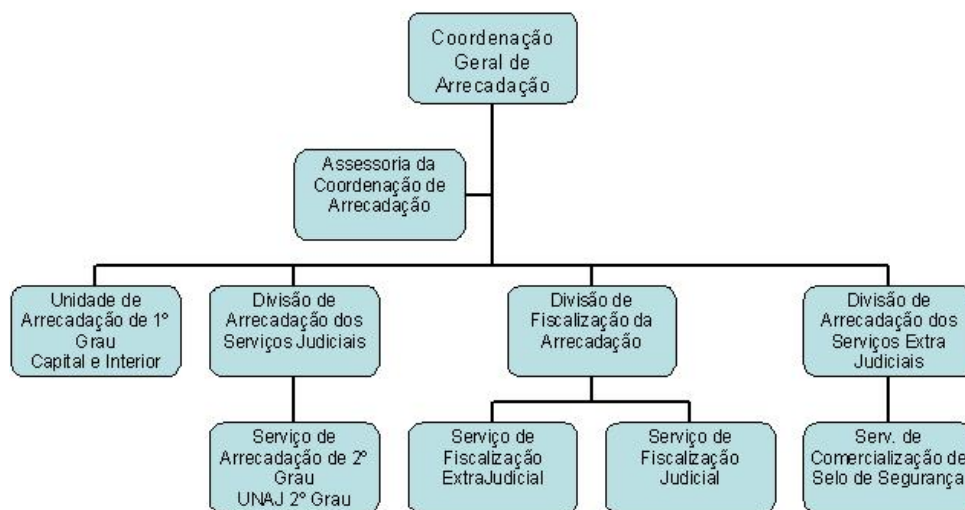 Coordenação
Geral de
Arrecadação
Assessoria da
Coordenação de
Arrecadação
Unidade de
Arrecadação de 1º
Grau
Capital e Interior
Divisão de
Arrecadação dos
Serviços Judiciais
Divisão de
Fiscalização da
Arrecadação
Divisão de
Arrecadação dos
Serviços Extra
Judiciais
Serviço de
Arrecadação de 2º
Grau
UNAJ 2º Grau
Serviço de
Fiscalização
ExtraJudicial
Serviço de
Fiscalização
Judicial
Serv. de
Comercialização de
Selo de Segurança